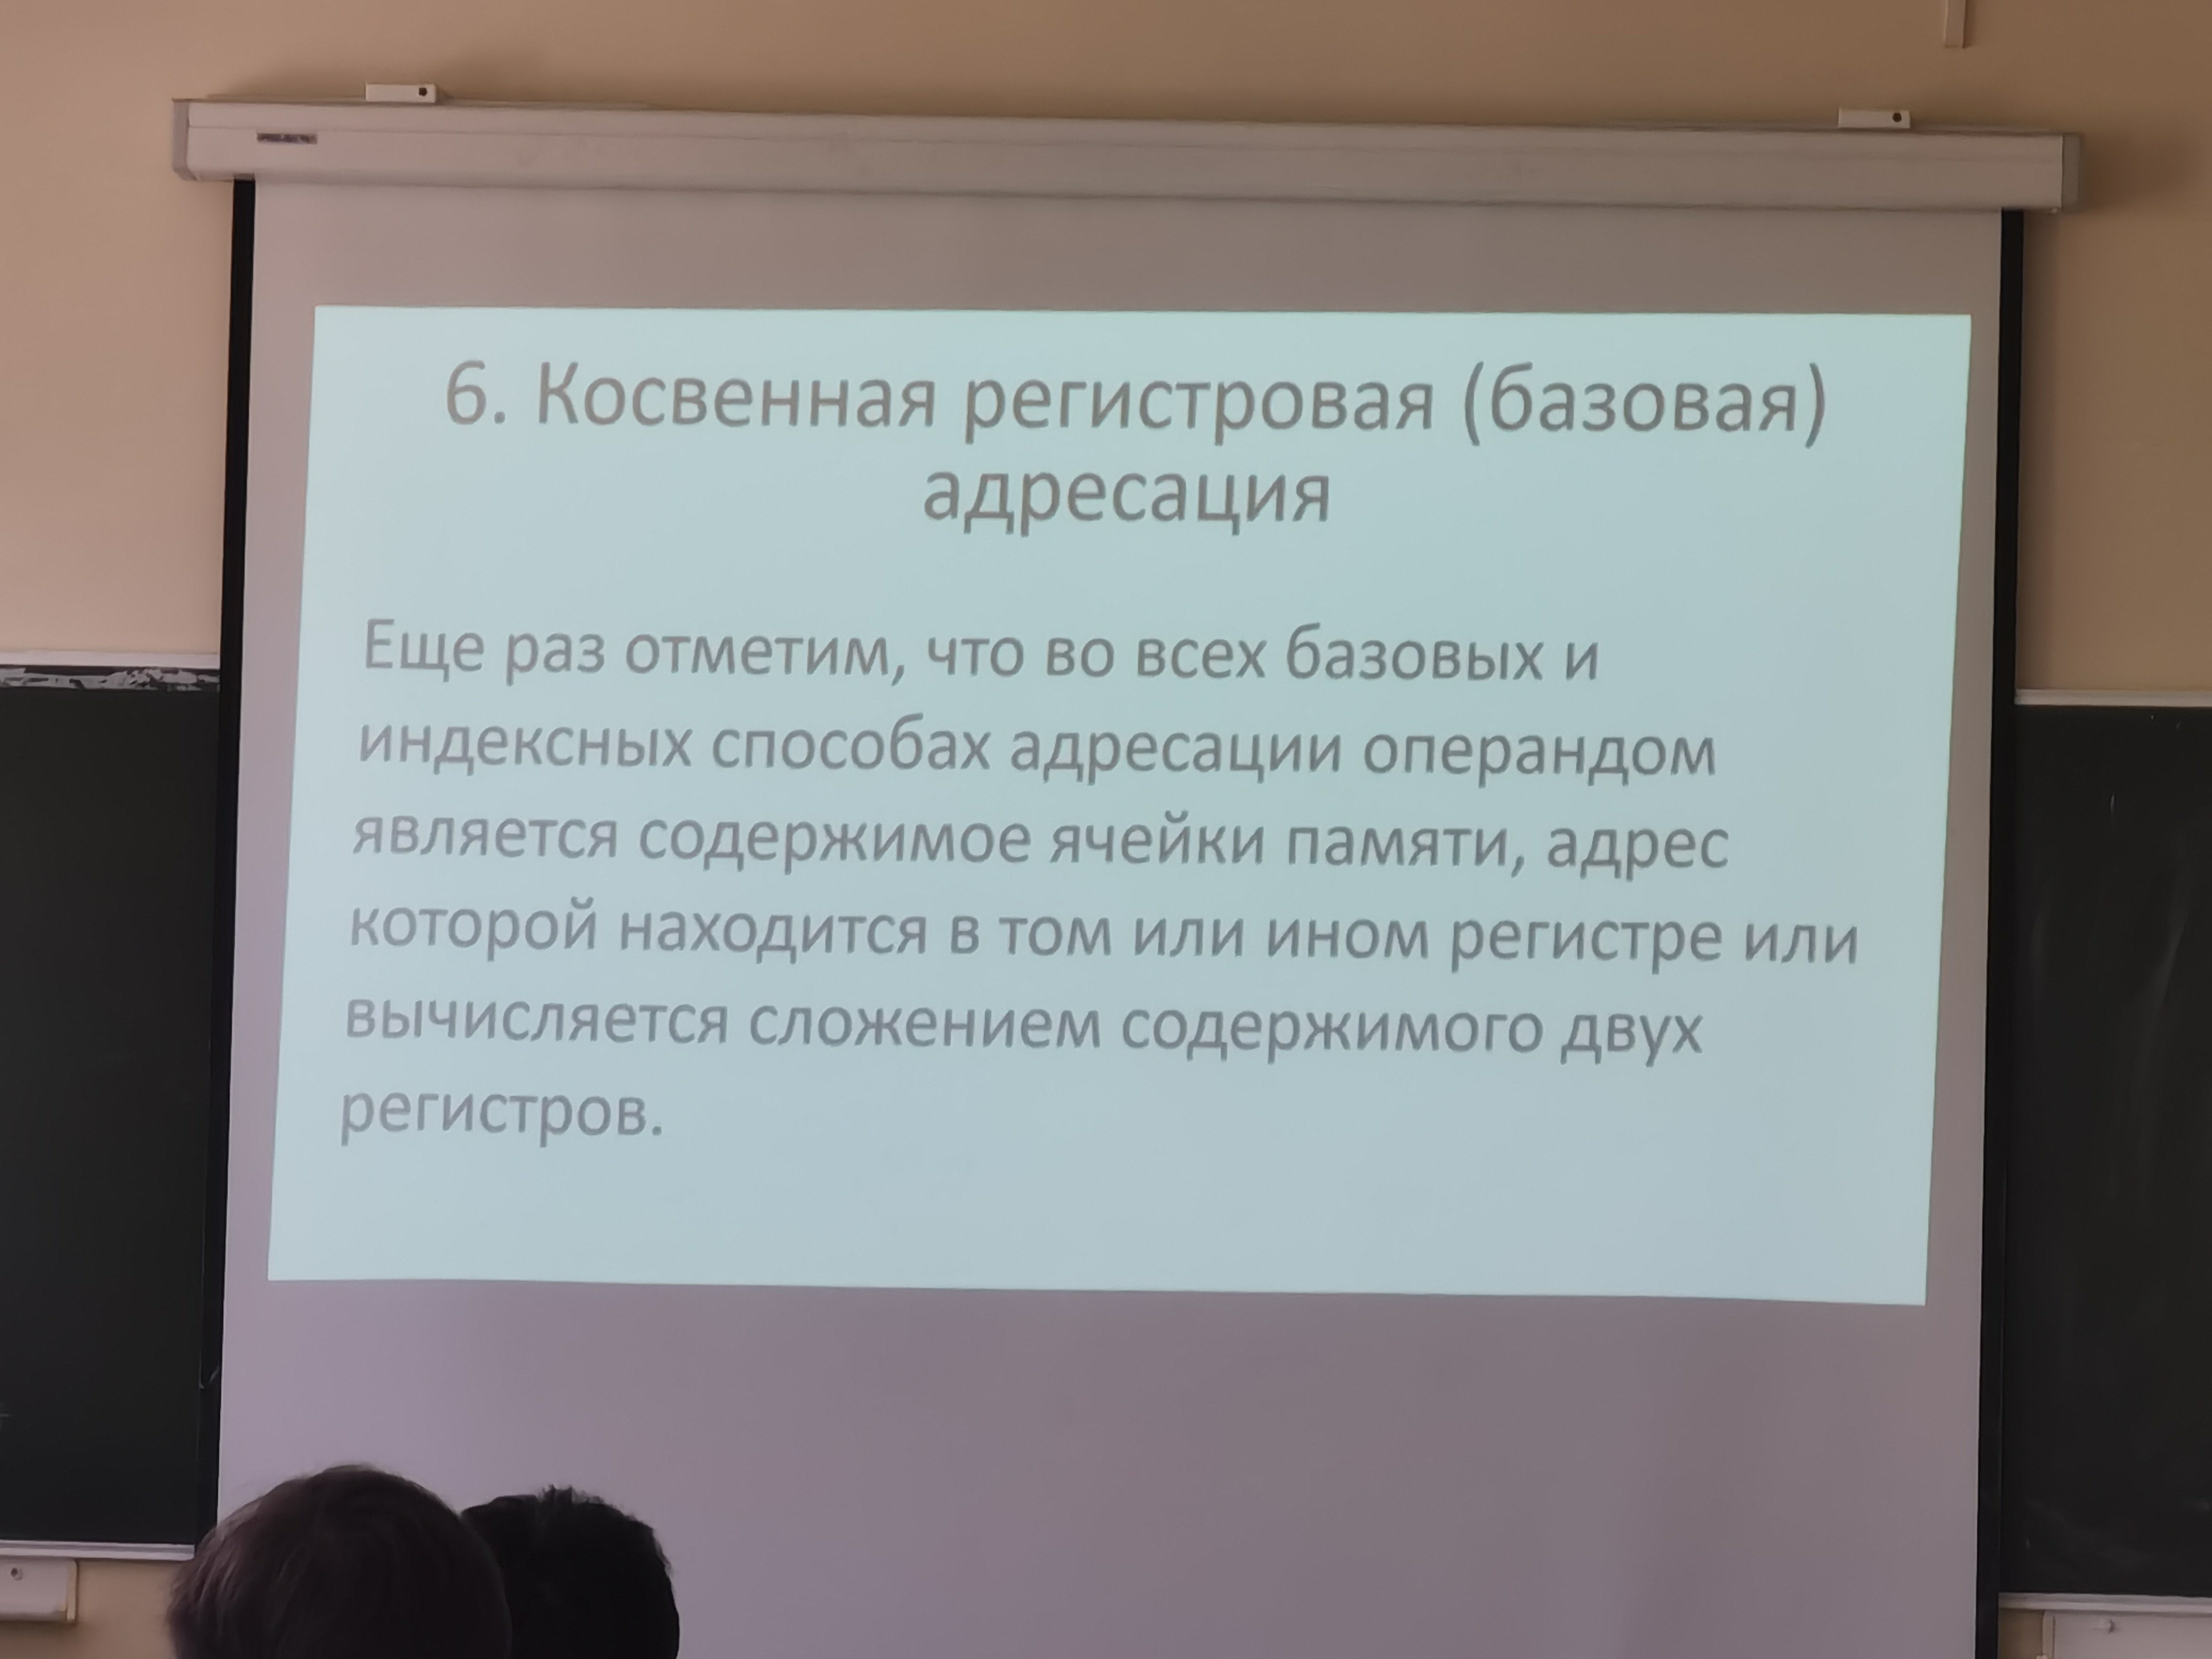 6. Косвенная регистровая (базовая)
адресация
Еще раз отметим, что во всех базовых и
индексных способах адресации операндом
является содержимое ячейки памяти, адрес
которой находится в том или ином регистре или
вычисляется сложением содержимого двух
регистров.